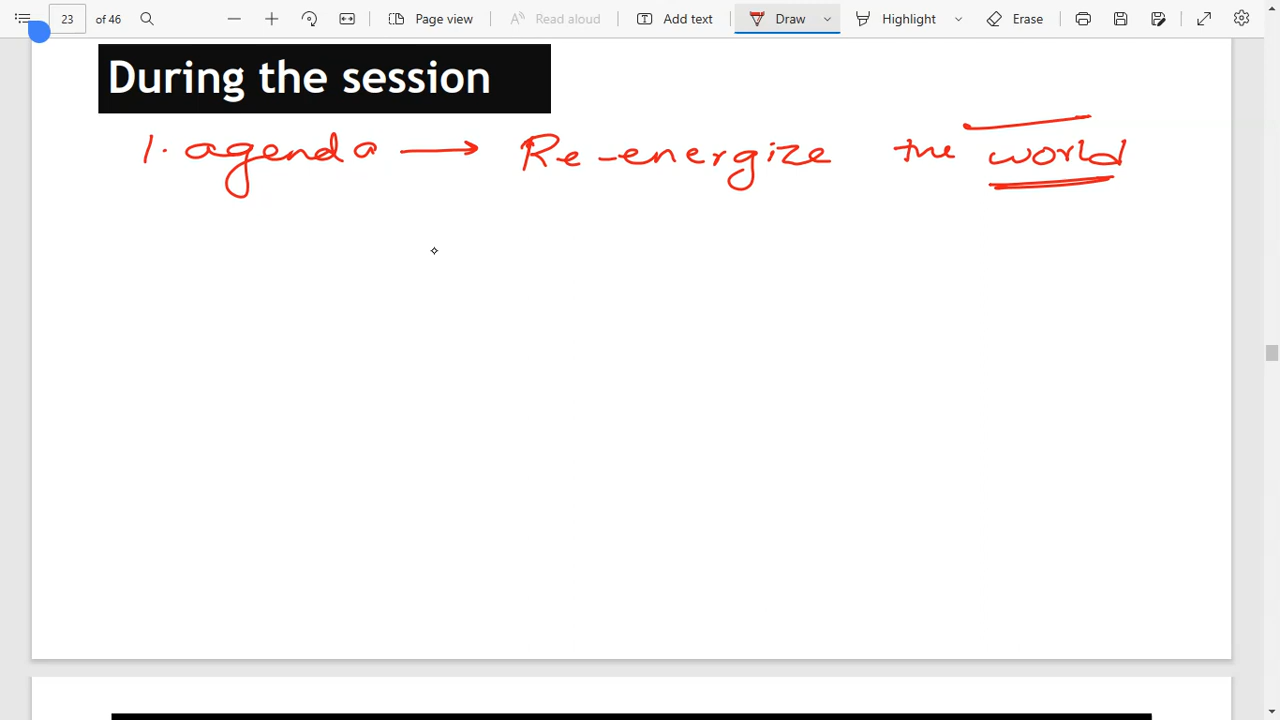 23 of 46 Page view Read aloud Add text Draw Highlight Erase
During the session
1. agenda → Re-energize the world